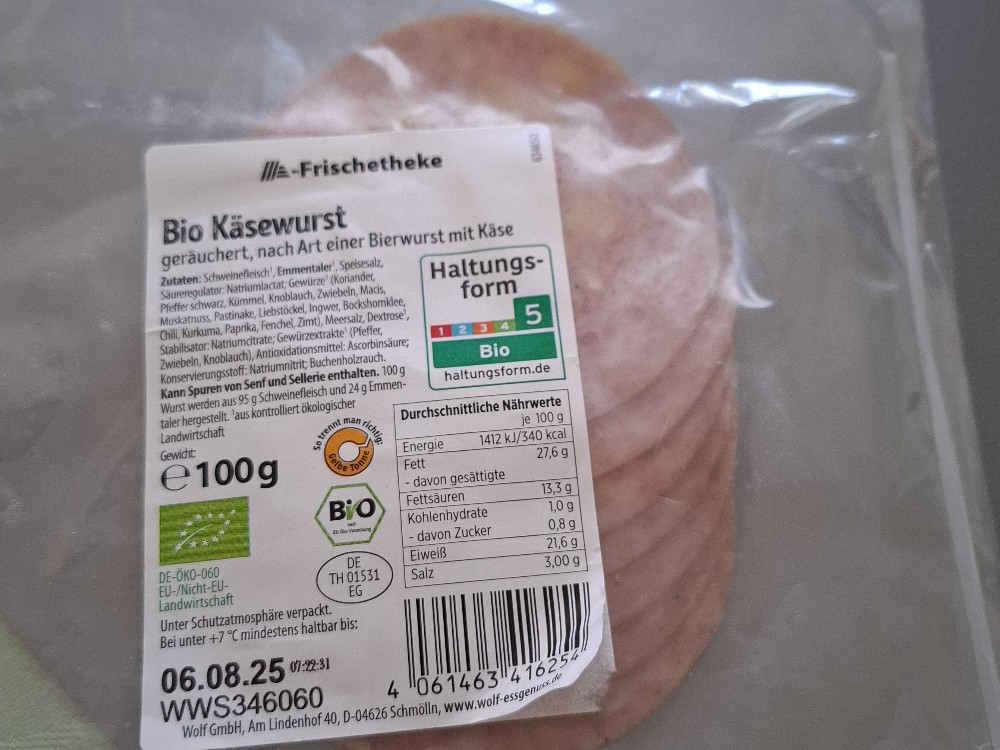 -Frischetheke
Bio Käsewurst
geräuchert, nach Art einer Bierwurst mit Käse
Zutaten: Schweinefleisch¹, Emmentaler¹, Speisesalz,
Säureregulator: Natriumlactat; Gewürze¹ (Koriander,
Pfeffer schwarz, Kümmel, Knoblauch, Zwiebeln, Macis,
Muskatnuss, Pastinake, Liebstöckel, Ingwer, Bockshornklee,
Chili, Kurkuma, Paprika, Fenchel, Zimt), Meersalz, Dextrose¹,
Stabilisator: Natriumcitrate; Gewürzextrakte¹ (Pfeffer,
Zwiebeln, Knoblauch), Antioxidationsmittel: Ascorbinsäure;
Konservierungsstoff: Natriumnitrit; Buchenholzrauch.
Kann Spuren von Senf und Sellerie enthalten. 100 g
Wurst werden aus 95 g Schweinefleisch und 24 g Emmen-
taler hergestellt. ¹aus kontrolliert ökologischer
Landwirtschaft
Haltungs-
form
1 2 3 4 5
Bio
haltungsform.de
Gewicht:
e 100 g
So trennt man richtig:
Gelbe Tonne
BiO
nach
EG-Öko-Verordnung
DE
TH 01531
EG
Durchschnittliche Nährwerte
je 100 g
Energie 1412 kJ/340 kcal
Fett 27,6 g
- davon gesättigte
Fettsäuren 13,3 g
Kohlenhydrate 1,0 g
- davon Zucker 0,8 g
Eiweiß 21,6 g
Salz 3,00 g
DE-ÖKO-060
EU-/Nicht-EU-
Landwirtschaft
Unter Schutzatmosphäre verpackt.
Bei unter +7 °C mindestens haltbar bis:
06.08.25 07:22:31
WWS346060
4 061463 416254
Wolf GmbH, Am Lindenhof 40, D-04626 Schmölln, www.wolf-essgenuss.de